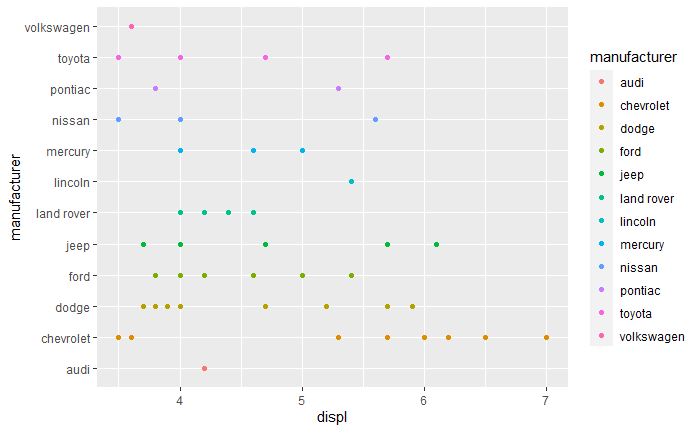 volkswagen
toyota
pontiac
nissan
mercury
lincoln
land rover
jeep
ford
dodge
chevrolet
audi
manufacturer
4 5 6 7
displ
manufacturer
audi
chevrolet
dodge
ford
jeep
land rover
lincoln
mercury
nissan
pontiac
toyota
volkswagen